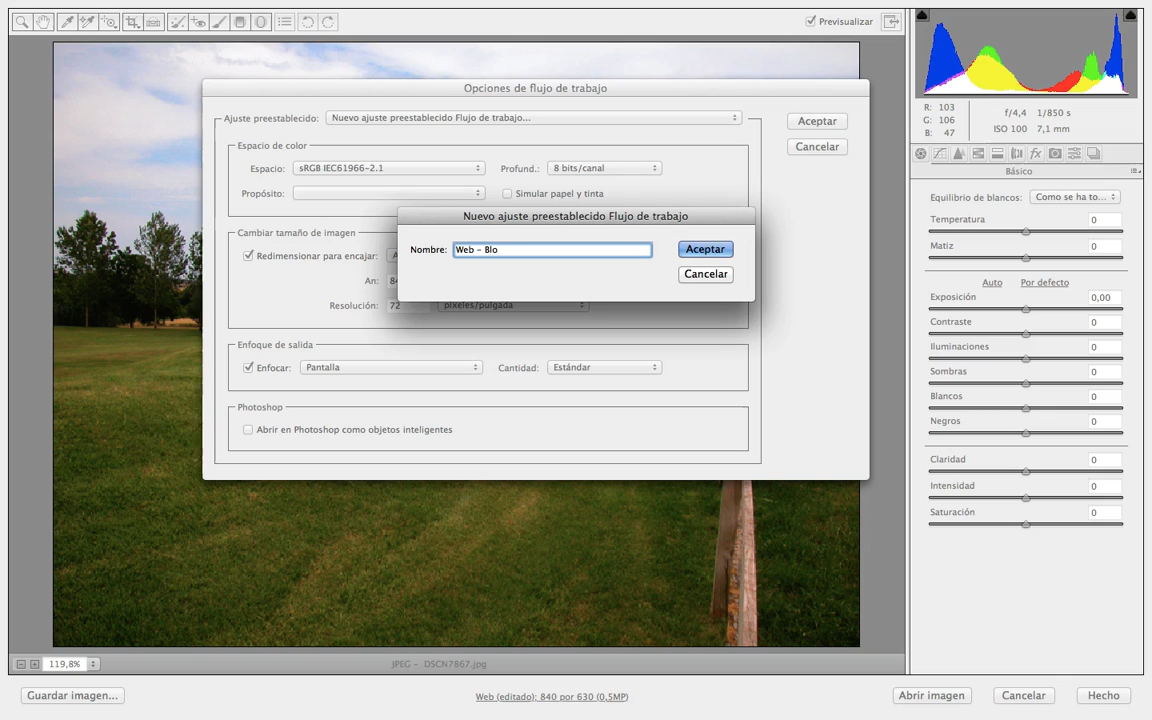 Previsualizar
Opciones de flujo de trabajo
Ajuste preestablecido: Nuevo ajuste preestablecido Flujo de trabajo...
Aceptar
Cancelar
Espacio de color
Espacio: sRGB IEC61966-2.1 Profund.: 8 bits/canal
Propósito: Simular papel y tinta
Nuevo ajuste preestablecido Flujo de trabajo
Nombre: Web - Blo
Aceptar
Cancelar
Cambiar tamaño de imagen
Redimensionar para encajar:
An: 84
Resolución: 72 píxeles/pulgada
Enfoque de salida
Enfocar: Pantalla Cantidad: Estándar
Photoshop
Abrir en Photoshop como objetos inteligentes
R: 103
G: 106
B: 47
f/4,4 1/850 s
ISO 100 7,1 mm
Básico
Equilibrio de blancos: Como se ha to...
Temperatura 0
Matiz 0
Auto Por defecto
Exposición 0,00
Contraste 0
Iluminaciones 0
Sombras 0
Blancos 0
Negros 0
Claridad 0
Intensidad 0
Saturación 0
119,8%
JPEG - DSCN7867.jpg
Guardar imagen...
Web (editado); 840 por 630 (0,5MP)
Abrir imagen
Cancelar
Hecho